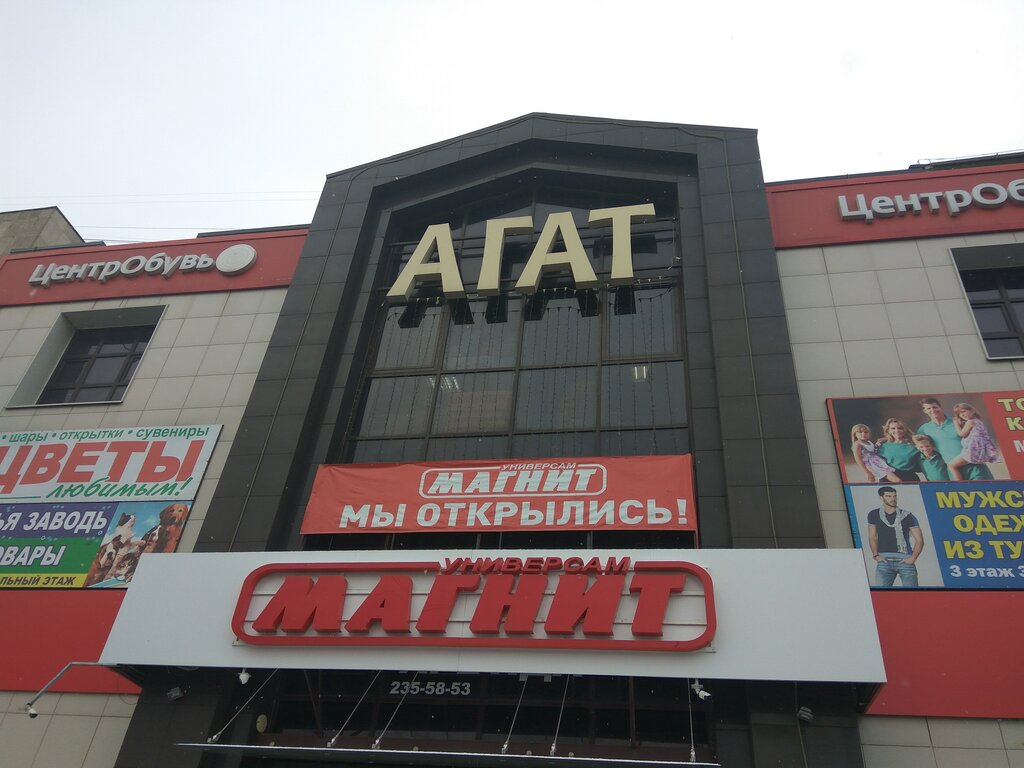 АГАТ
ЦентрОбувь
ЦентрОб
• шары • открытки • сувениры
ЦВЕТЫ
любимым!
ЗАВОДЬ
УНИВЕРСАМ
МАГНИТ
МЫ ОТКРЫЛИСЬ!
МУЖС
ОДЕ
ИЗ ТУ
3 этаж
УНИВЕРСАМ
МАГНИТ
235-58-53